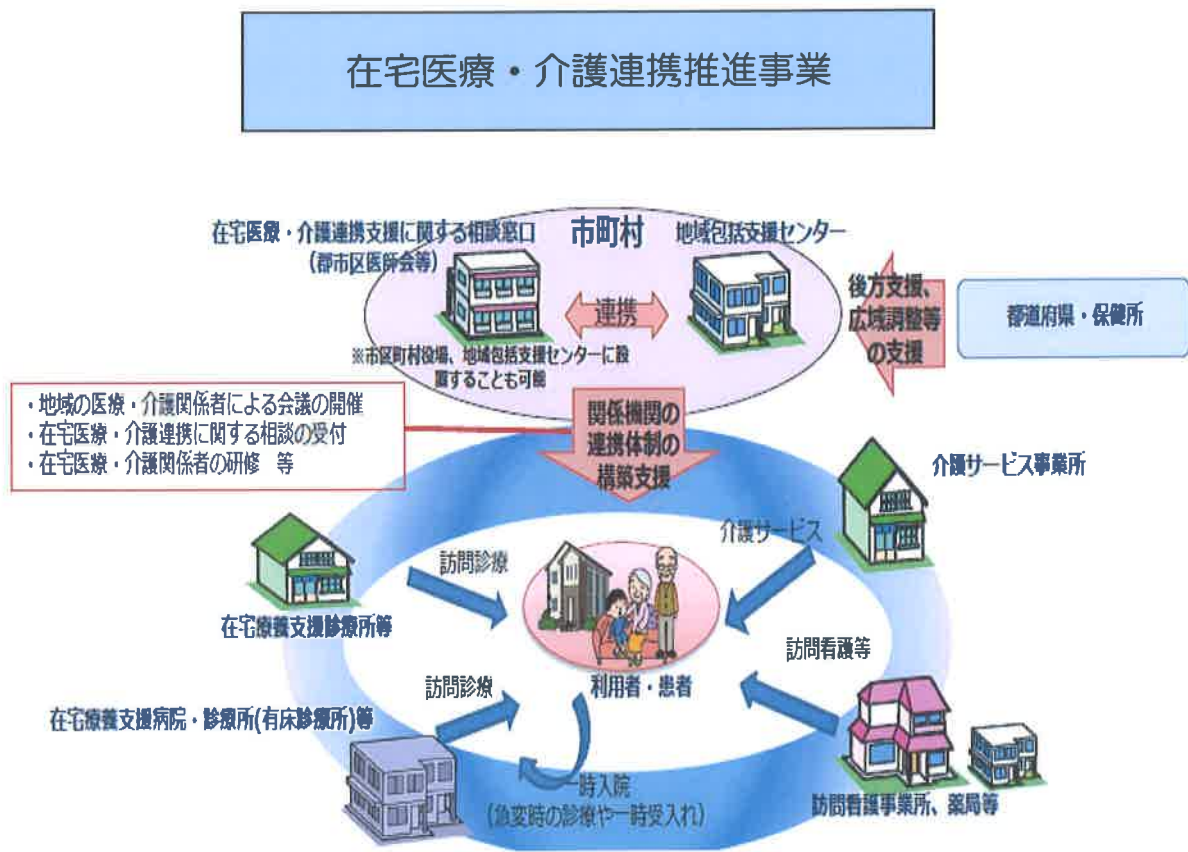 在宅医療・介護連携推進事業
在宅医療・介護連携支援に関する相談窓口
(郡市区医師会等)
市町村
地域包括支援センター
連携
※市区町村役場、地域包括支援センターに設
置することも可能
後方支援、
広域調整等
の支援
都道府県・保健所
・地域の医療・介護関係者による会議の開催
・在宅医療・介護連携に関する相談の受付
・在宅医療・介護関係者の研修 等
関係機関の
連携体制の
構築支援
介護サービス事業所
介護サービス
訪問診療
在宅療養支援診療所等
訪問看護等
利用者・患者
訪問診療
在宅療養支援病院・診療所(有床診療所)等
一時入院
(急変時の診療や一時受入れ)
訪問看護事業所、薬局等